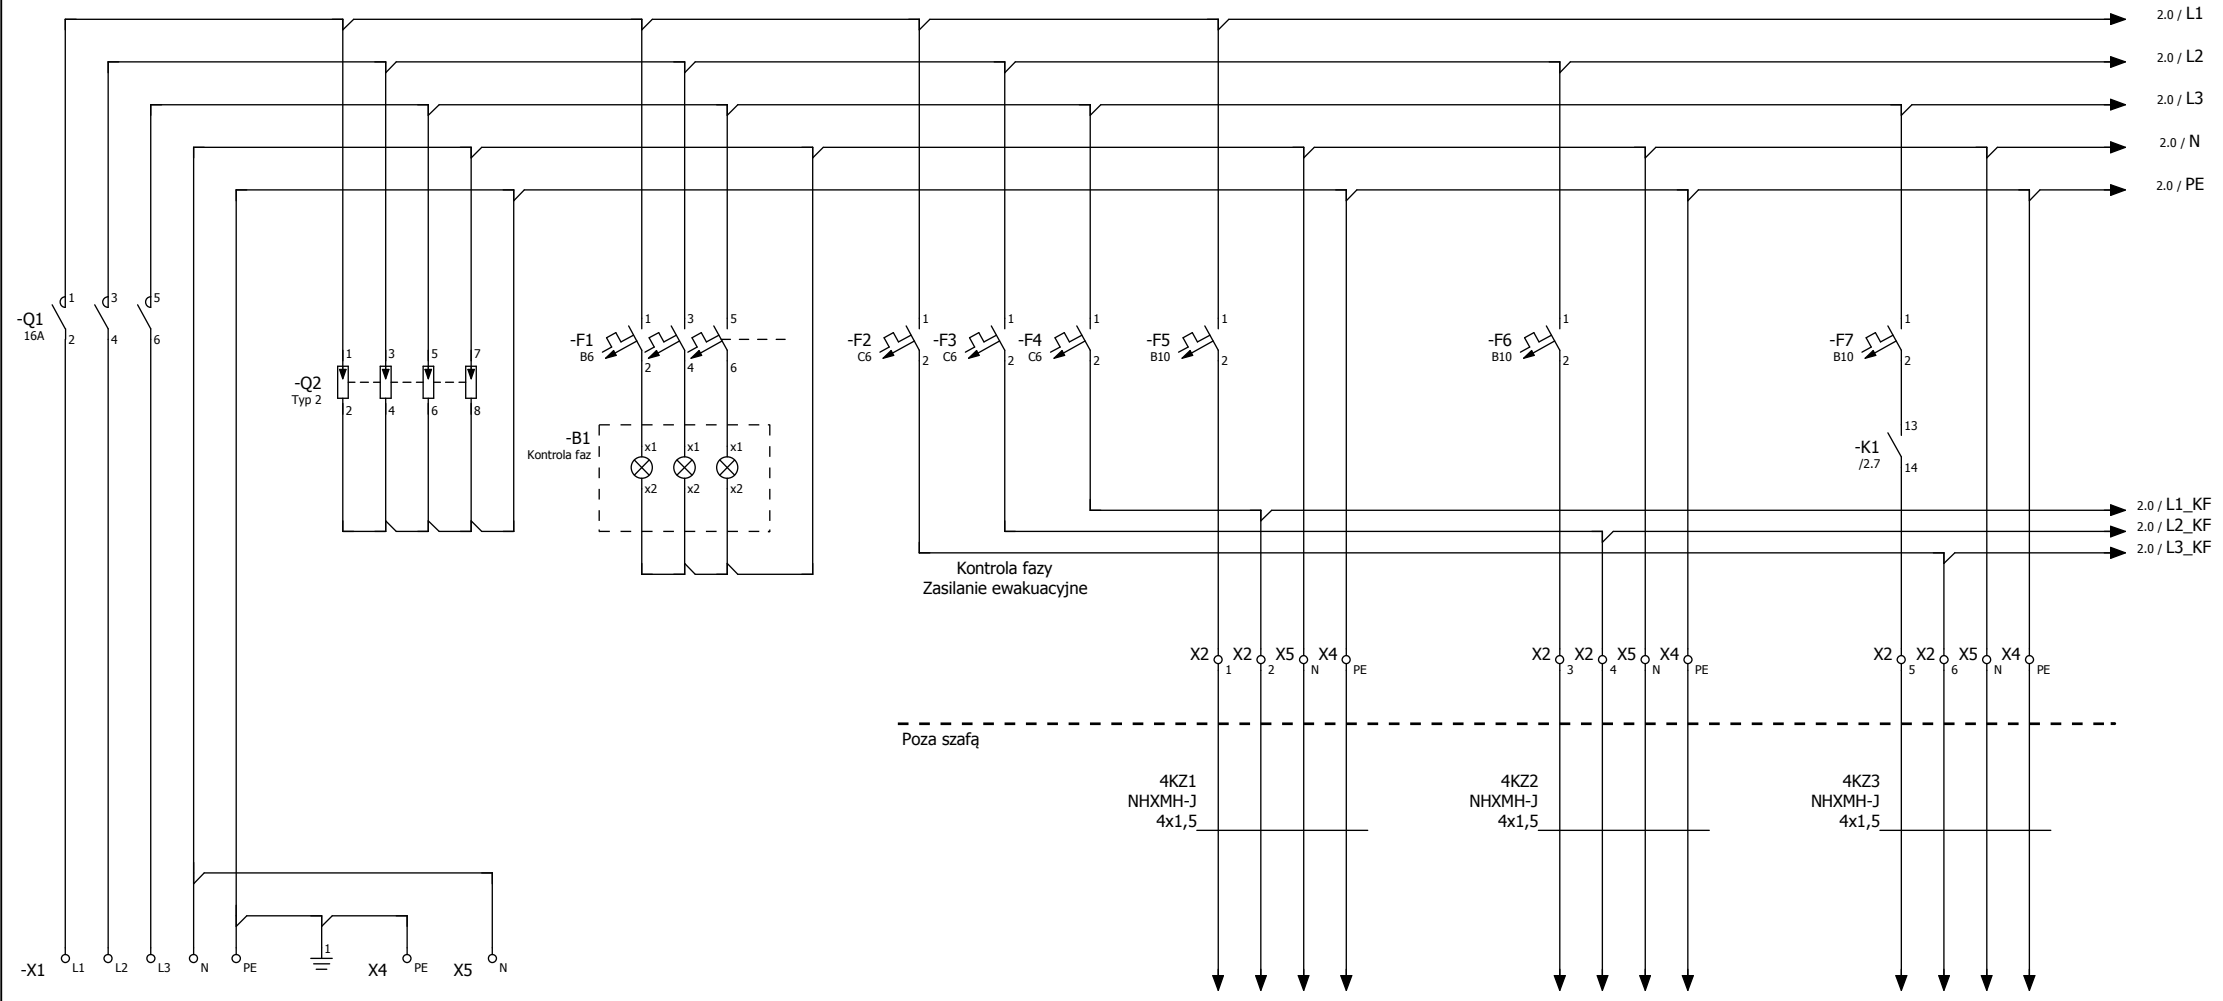 2.0 / L1
2.0 / L2
2.0 / L3
2.0 / N
2.0 / PE
-Q1
16A
1
2
3
4
5
6
-Q2
Typ 2
1
2
3
4
5
6
7
8
-F1
B6
1
2
3
4
5
6
-B1
Kontrola faz
x1
x2
x1
x2
x1
x2
-F2
C6
1
2
-F3
C6
1
2
-F4
C6
1
2
-F5
B10
1
2
-F6
B10
1
2
-F7
B10
1
2
-K1
/2.7
13
14
2.0 / L1_KF
2.0 / L2_KF
2.0 / L3_KF
Kontrola fazy
Zasilanie ewakuacyjne
X2
1
X2
2
X5
N
X4
PE
X2
3
X2
4
X5
N
X4
PE
X2
5
X2
6
X5
N
X4
PE
Poza szafą
4KZ1
NHXMH-J
4x1,5
4KZ2
NHXMH-J
4x1,5
4KZ3
NHXMH-J
4x1,5
-X1
L1
L2
L3
N
PE
1
X4
PE
X5
N